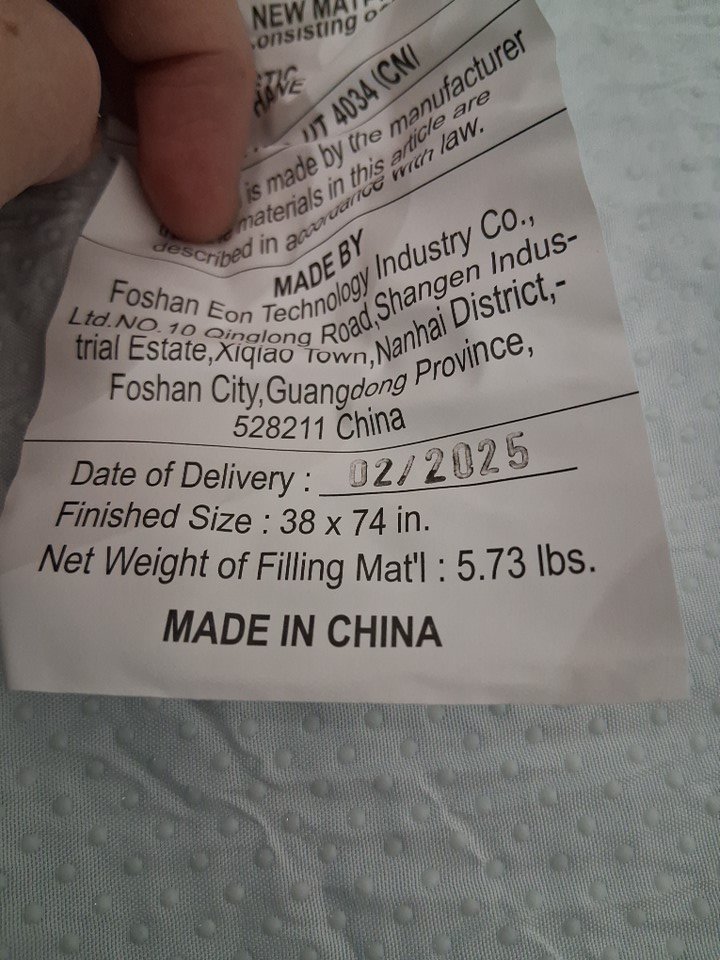 NEW MAT
onsisting o
UT 4034 (CN)
is made by the manufacturer
materials in this article are
described in accordance with law.
MADE BY
Foshan Eon Technology Industry Co.,
Ltd.NO.10 Qinglong Road,Shangen Indus-
trial Estate,Xiqiao Town,Nanhai District,-
Foshan City,Guangdong Province,
528211 China
Date of Delivery : 02/2025
Finished Size : 38 x 74 in.
Net Weight of Filling Mat'l : 5.73 lbs.
MADE IN CHINA